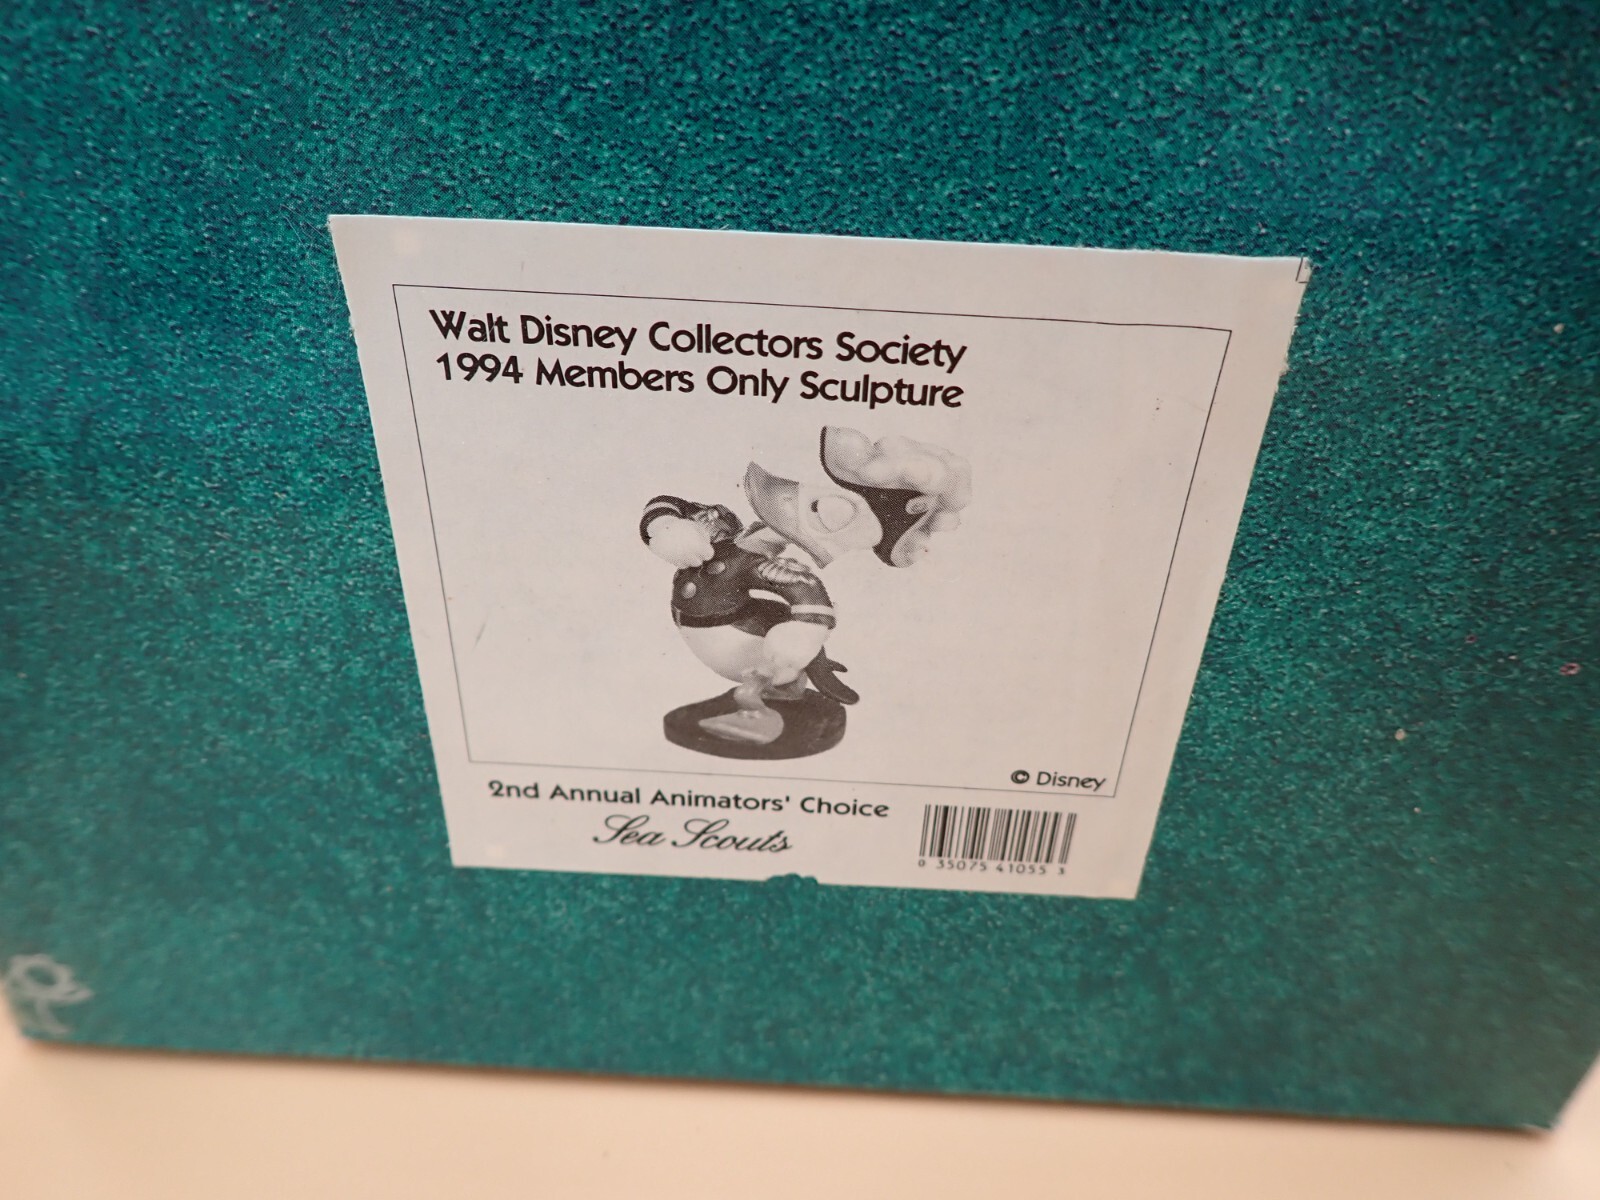 Walt Disney Collectors Society
1994 Members Only Sculpture
© Disney
2nd Annual Animators' Choice
Sea Scouts
0 35075 41055 3